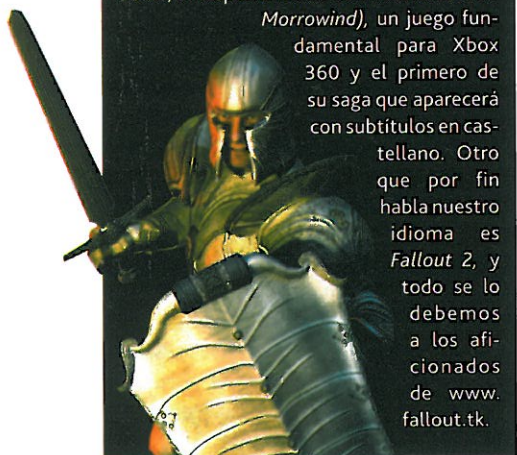 Morrowind), un juego fun-
damental para Xbox
360 y el primero de
su saga que aparecerá
con subtítulos en cas-
tellano. Otro
que por fin
habla nuestro
idioma es
Fallout 2, y
todo se lo
debemos
a los afi-
cionados
de www.
fallout.tk.